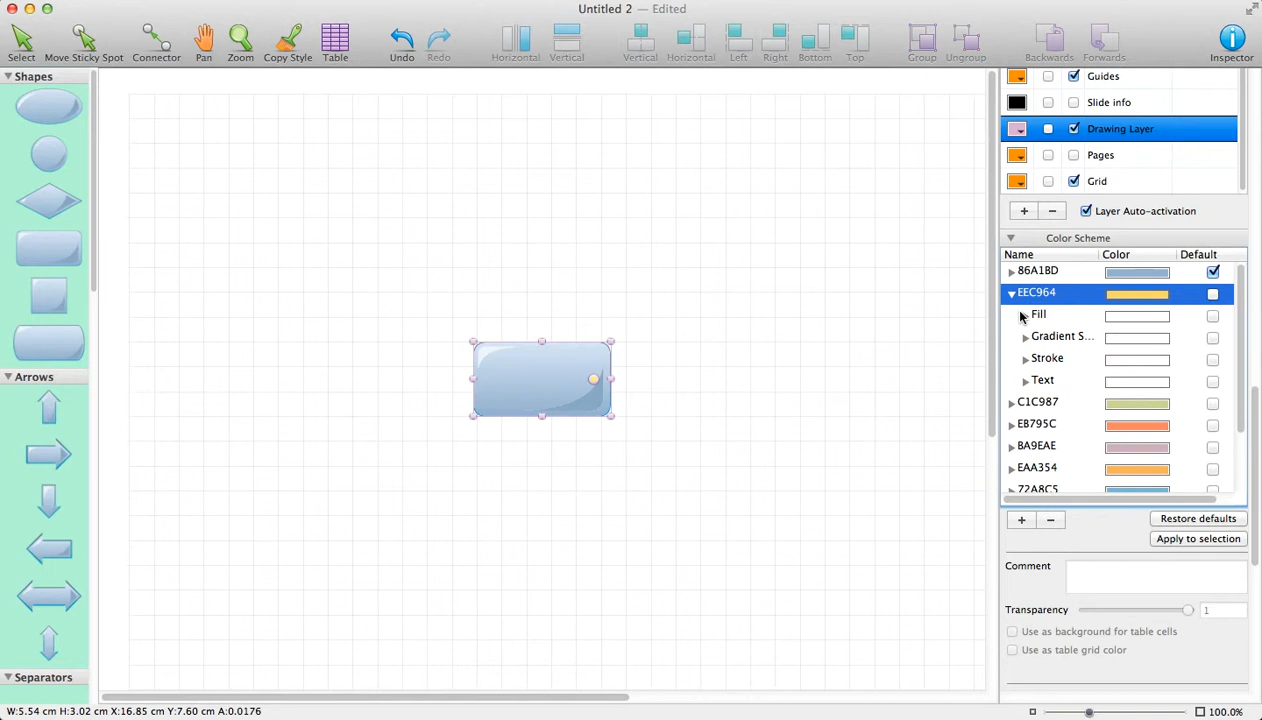 Untitled 2 — Edited
Select Move Sticky Spot Connector Pan Zoom Copy Style Table Undo Redo Horizontal Vertical Vertical Horizontal Left Right Bottom Top Group Ungroup Backwards Forwards Inspector
Shapes
Arrows
Separators
Guides
Slide info
Drawing Layer
Pages
Grid
+ − Layer Auto-activation
Color Scheme
Name Color Default
86A1BD
EEC964
Fill
Gradient S...
Stroke
Text
C1C987
EB795C
BA9EAE
EAA354
72A8C5
+ − Restore defaults
Apply to selection
Comment
Transparency 1
Use as background for table cells
Use as table grid color
W:5.54 cm H:3.02 cm X:16.85 cm Y:7.60 cm A:0.0176
100.0%